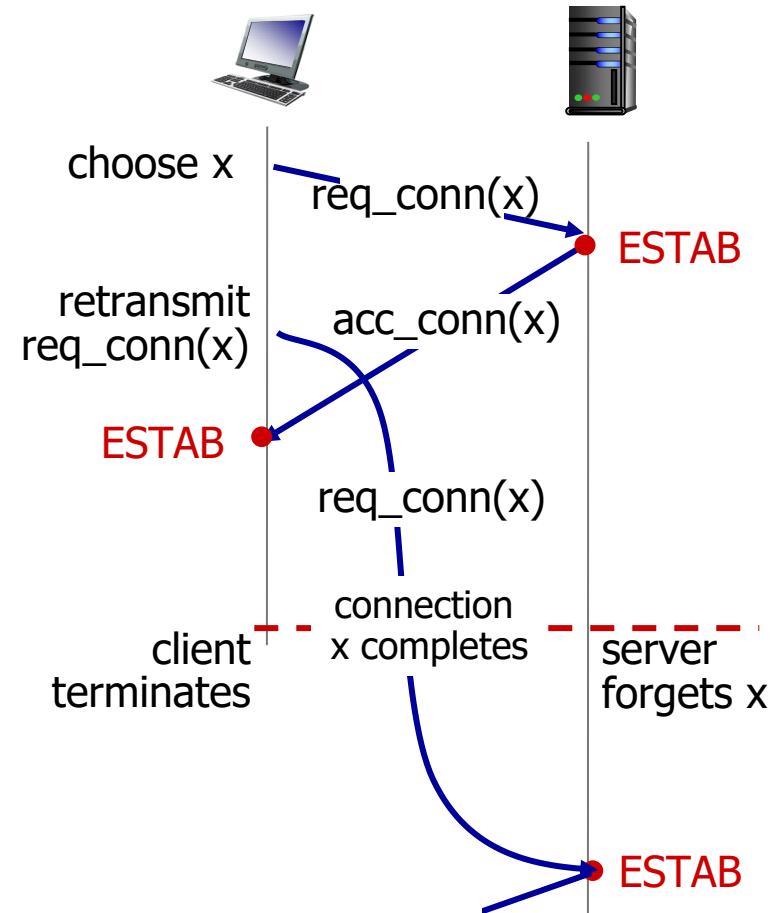 choose x
req_conn(x)
ESTAB
retransmit
req_conn(x)
acc_conn(x)
ESTAB
req_conn(x)
connection
x completes
client
terminates
server
forgets x
ESTAB